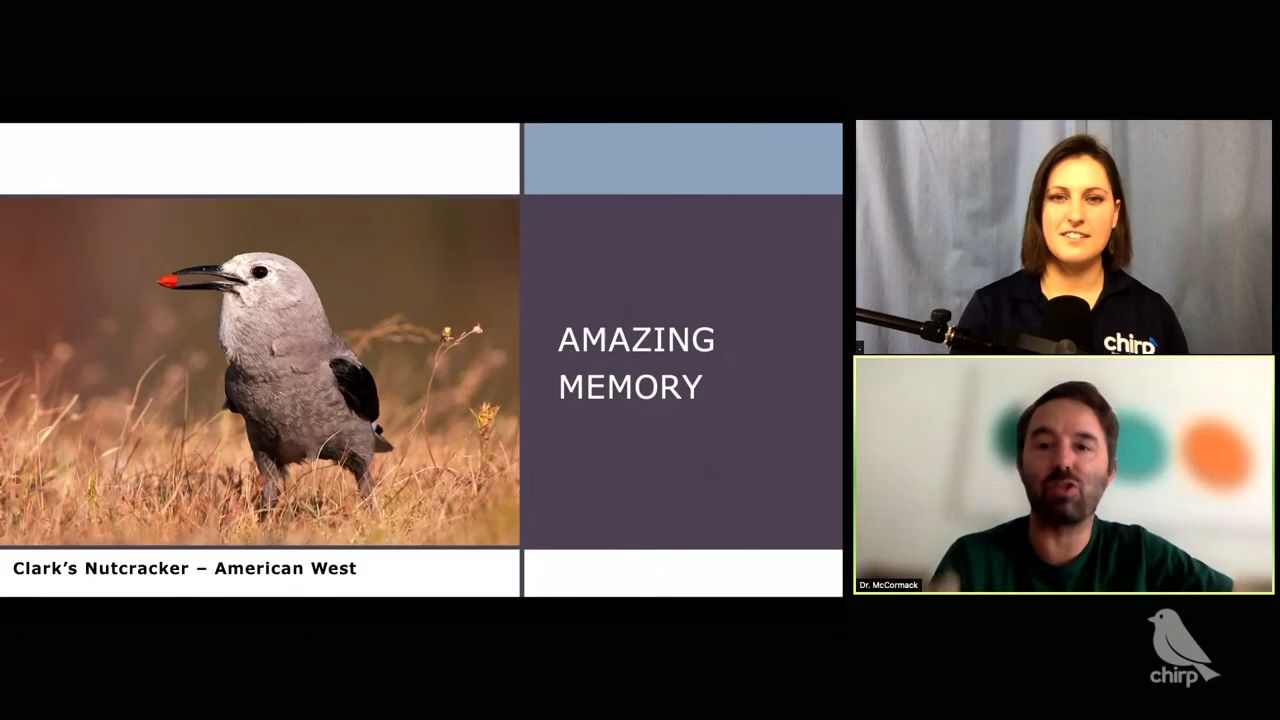 AMAZING
MEMORY
Clark's Nutcracker – American West
chirp
Dr. McCormack
chirp